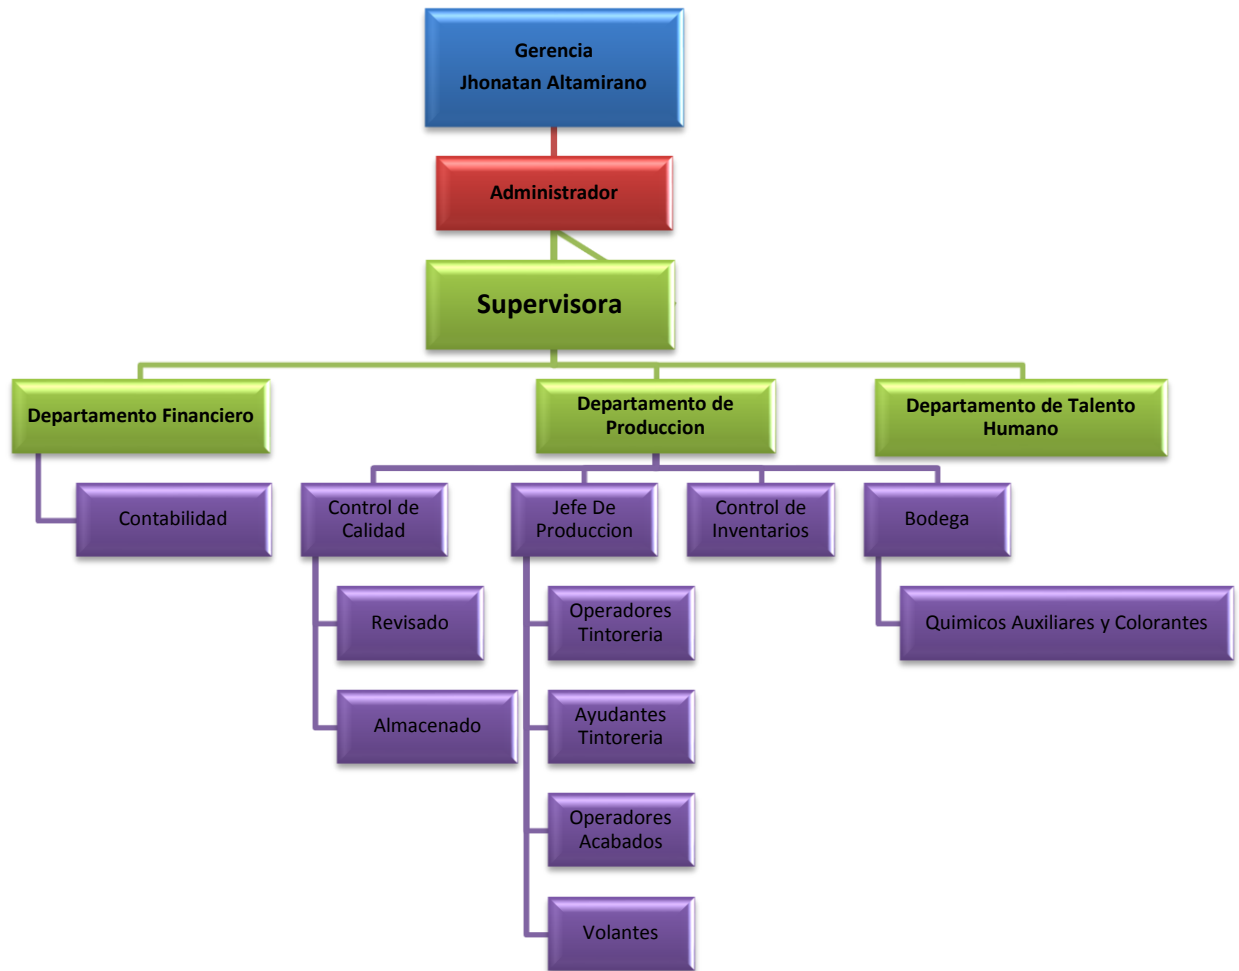 Gerencia
Jhonatan Altamirano
Administrador
Supervisora
Departamento Financiero
Departamento de
Produccion
Departamento de Talento
Humano
Contabilidad
Control de
Calidad
Jefe De
Produccion
Control de
Inventarios
Bodega
Revisado
Operadores
Tintoreria
Quimicos Auxiliares y Colorantes
Almacenado
Ayudantes
Tintoreria
Operadores
Acabados
Volantes